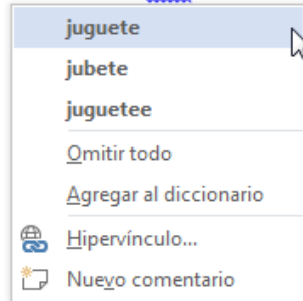 juguete
jubete
juguetee
Omitir todo
Agregar al diccionario
Hipervínculo...
Nuevo comentario